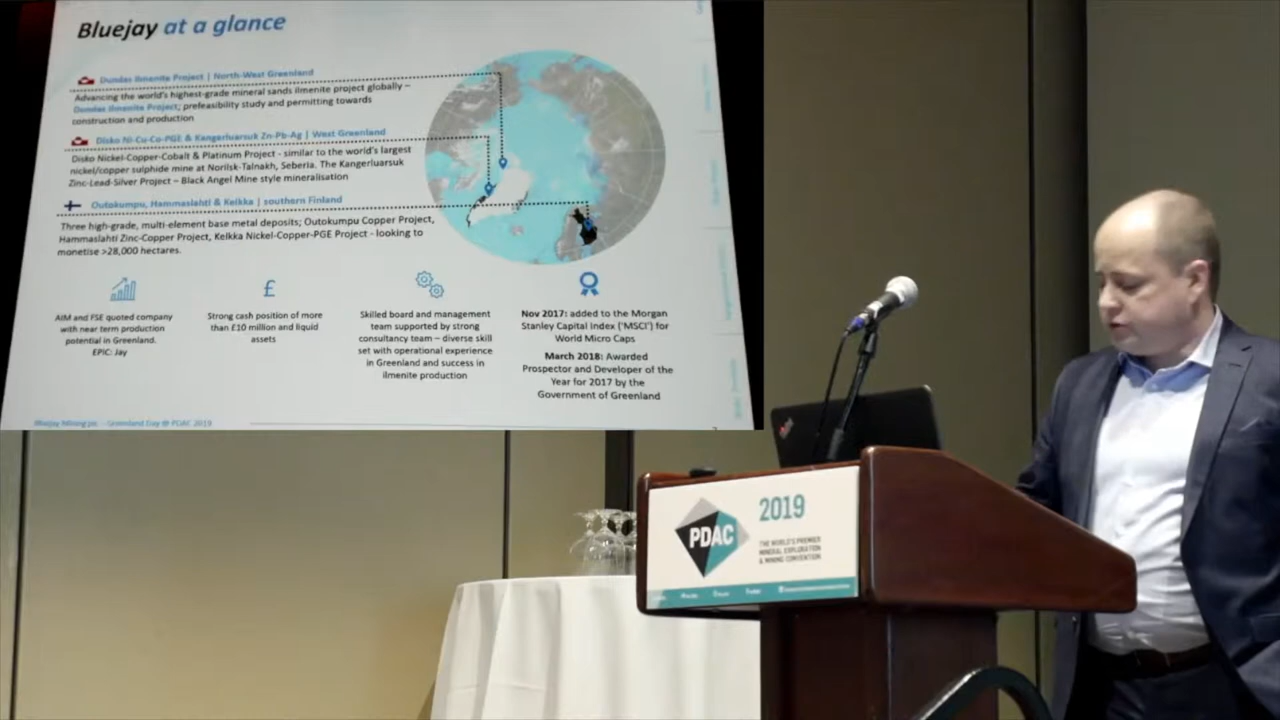 Bluejay at a glance
Dundas Ilmenite Project | North-West Greenland
Advancing the world's highest-grade mineral sands ilmenite project globally –
Dundas Ilmenite Project; prefeasibility study and permitting towards
construction and production
Disko Ni-Cu-Co-PGE & Kangerluarsuk Zn-Pb-Ag | West Greenland
Disko Nickel-Copper-Cobalt & Platinum Project - similar to the world's largest
nickel/copper sulphide mine at Norilsk-Talnakh, Seberia. The Kangerluarsuk
Zinc-Lead-Silver Project – Black Angel Mine style mineralisation
Outokumpu, Hammaslahti & Kelkka | southern Finland
Three high-grade, multi-element base metal deposits; Outokumpu Copper Project,
Hammaslahti Zinc-Copper Project, Kelkka Nickel-Copper-PGE Project - looking to
monetise >28,000 hectares.
AIM and FSE quoted company
with near term production
potential in Greenland.
EPIC: Jay
£
Strong cash position of more
than £10 million and liquid
assets
Skilled board and management
team supported by strong
consultancy team – diverse skill
set with operational experience
in Greenland and success in
ilmenite production
Nov 2017: added to the Morgan
Stanley Capital Index ('MSCI') for
World Micro Caps
March 2018: Awarded
Prospector and Developer of the
Year for 2017 by the
Government of Greenland
Bluejay Mining plc - Greenland Day @ PDAC 2019
PDAC
2019
THE WORLD'S PREMIER
MINERAL EXPLORATION
& MINING CONVENTION